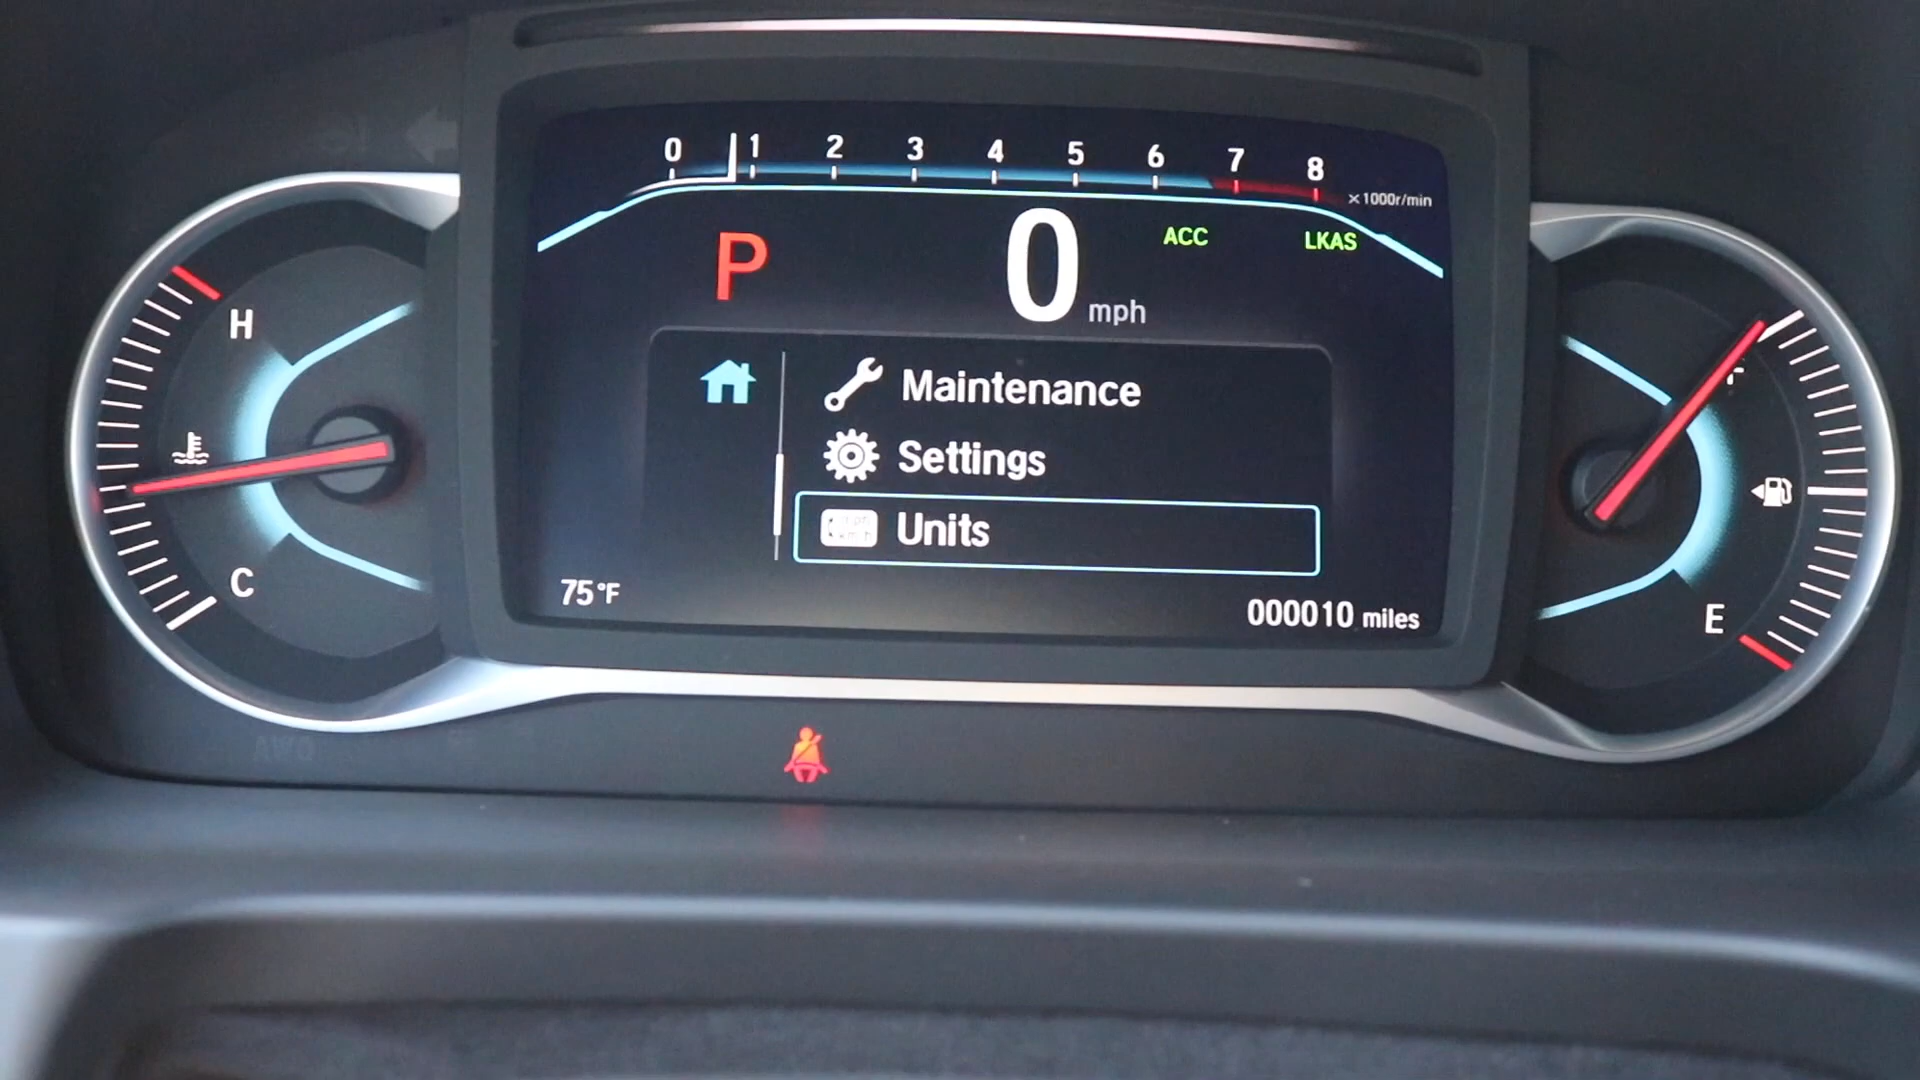 0 1 2 3 4 5 6 7 8
×1000r/min
P 0 mph ACC LKAS
H
Maintenance
Settings
Units
C
75°F
000010 miles
F
E